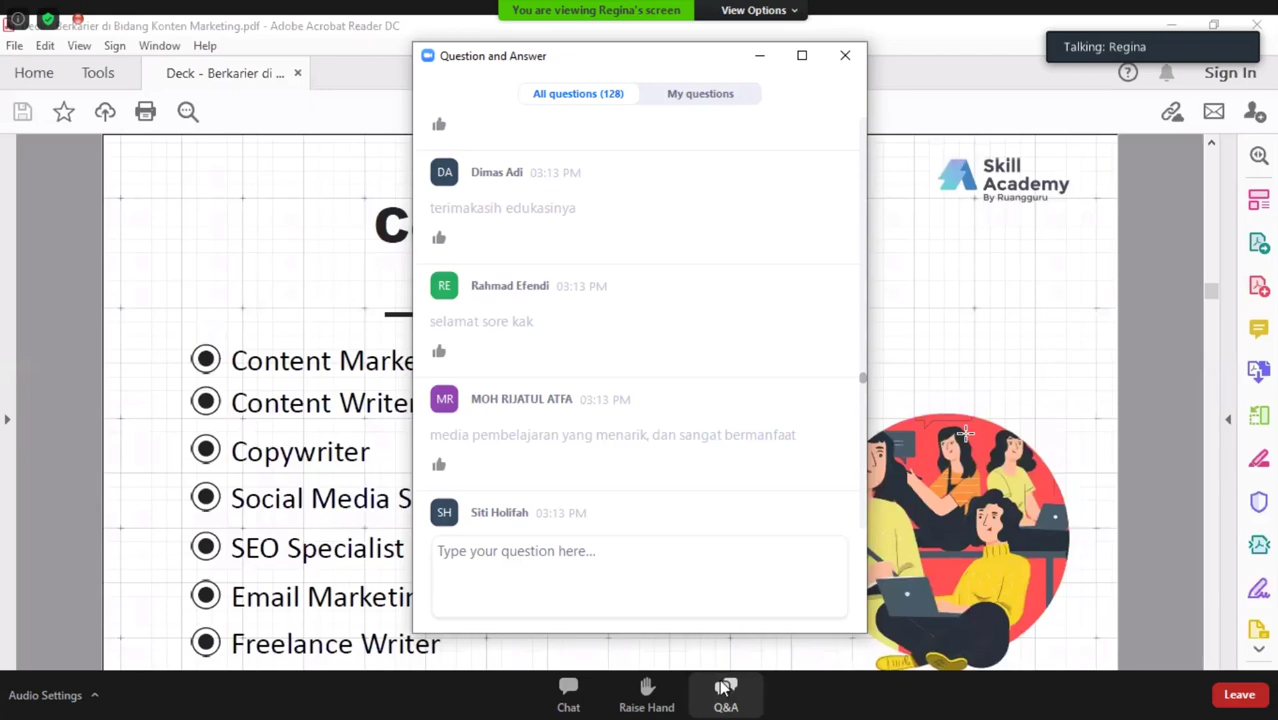 You are viewing Regina's screen
View Options
Berkarier di Bidang Konten Marketing.pdf - Adobe Acrobat Reader DC
Talking: Regina
File Edit View Sign Window Help
Home Tools Deck - Berkarier di ... ×
Sign In
Question and Answer
All questions (128) My questions
DA Dimas Adi 03:13 PM
terimakasih edukasinya
RE Rahmad Efendi 03:13 PM
selamat sore kak
MR MOH RIJATUL ATFA 03:13 PM
media pembelajaran yang menarik, dan sangat bermanfaat
SH Siti Holifah 03:13 PM
Type your question here...
Skill
Academy
By Ruangguru
C
Content Marke
Content Writer
Copywriter
Social Media S
SEO Specialist
Email Marketin
Freelance Writer
Audio Settings
Chat
Raise Hand
Q&A
Leave